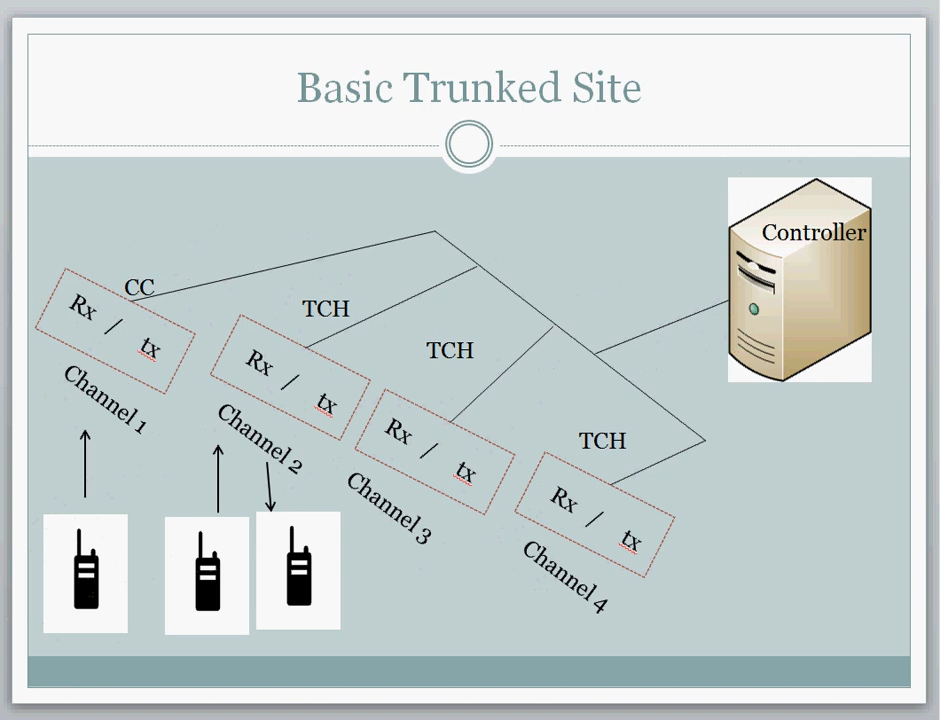 Basic Trunked Site
Controller
CC
Rx / tx
Channel 1
TCH
Rx / tx
Channel 2
TCH
Rx / tx
Channel 3
TCH
Rx / tx
Channel 4